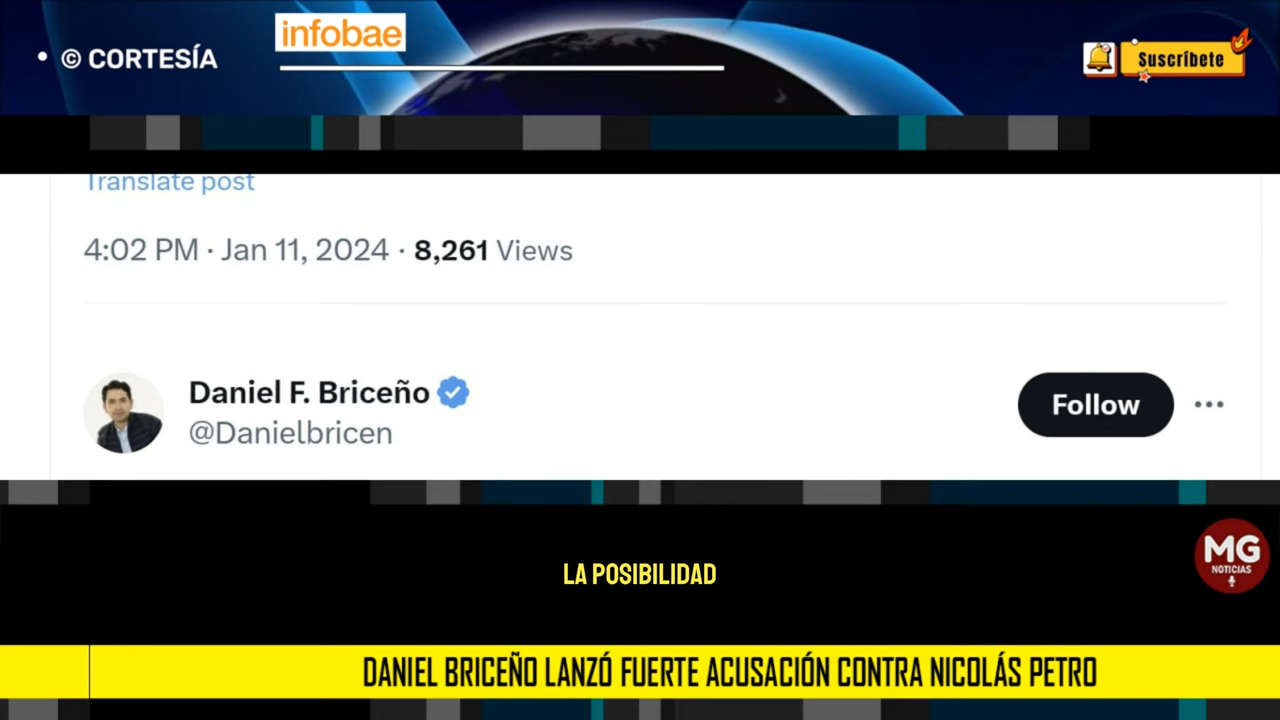 • © CORTESÍA
infobae
Suscríbete
Translate post
4:02 PM · Jan 11, 2024 · 8,261 Views
Daniel F. Briceño
@Danielbricen
Follow
LA POSIBILIDAD
MG
NOTICIAS
DANIEL BRICEÑO LANZÓ FUERTE ACUSACIÓN CONTRA NICOLÁS PETRO